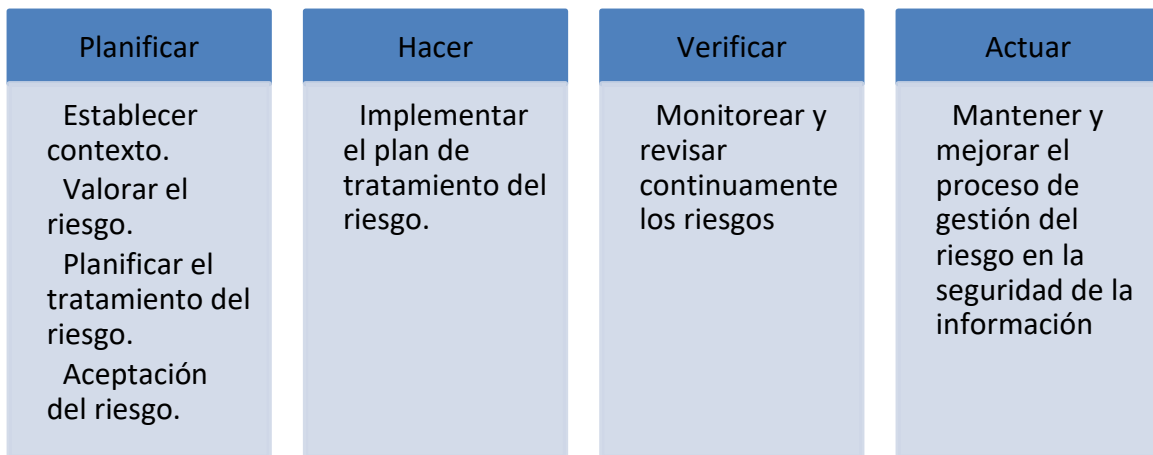 Planificar
Establecer
contexto.
Valorar el
riesgo.
Planificar el
tratamiento del
riesgo.
Aceptación
del riesgo.
Hacer
Implementar
el plan de
tratamiento del
riesgo.
Verificar
Monitorear y
revisar
continuamente
los riesgos
Actuar
Mantener y
mejorar el
proceso de
gestión del
riesgo en la
seguridad de la
información